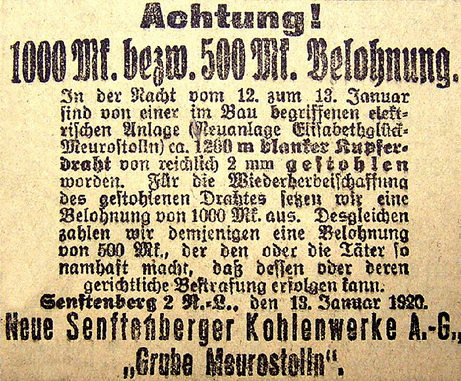 Achtung!
1000 Mk. bezw. 500 Mk. Belohnung.
In der Nacht vom 12. zum 13. Januar
sind von einer im Bau begriffenen elekt-
rischen Anlage (Neuanlage Elisabethglück-
Meurostolln) ca. 1200 m blanker Kupfer-
draht von reichlich 2 mm gestohlen
worden. Für die Wiederherbeischaffung
des gestohlenen Drahtes setzen wir eine
Belohnung von 1000 Mk. aus. Desgleichen
zahlen wir demjenigen eine Belohnung
von 500 Mk., der den oder die Täter so
namhaft macht, daß dessen oder deren
gerichtliche Bestrafung erfolgen kann.
Senftenberg 2 N.-L., den 13. Januar 1920.
Neue Senftenberger Kohlenwerke A.-G.,
„Grube Meurostolln".